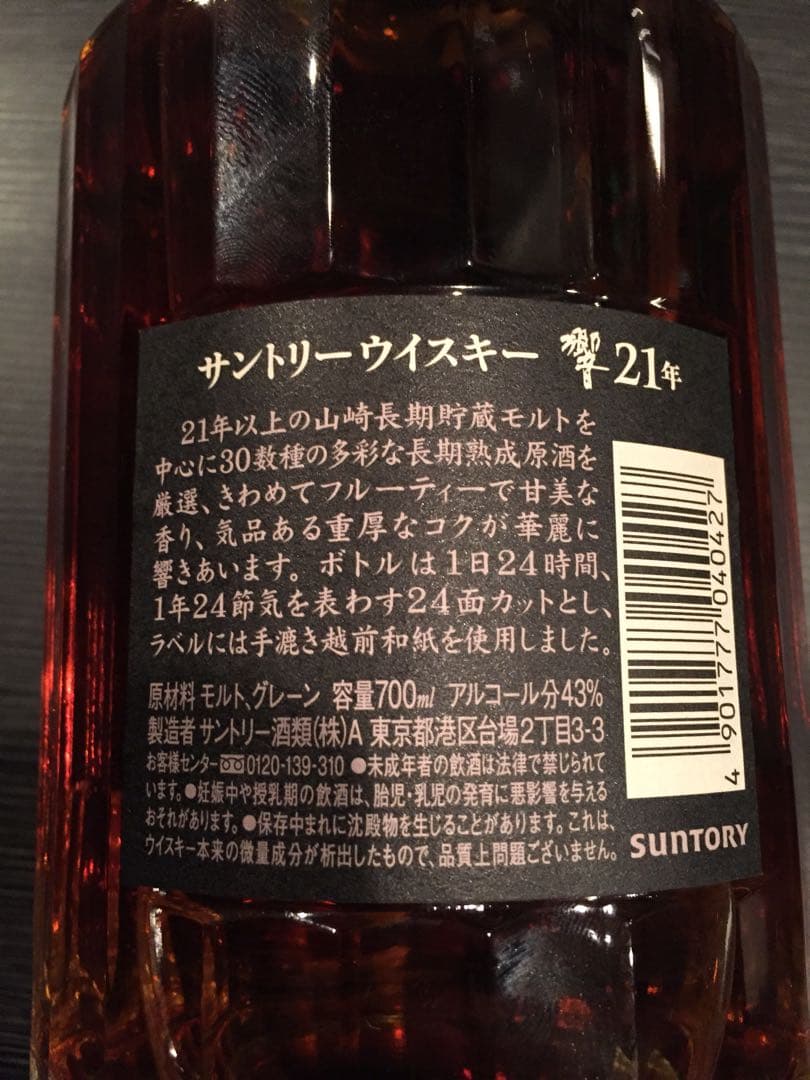 サントリーウイスキー 響 21年
21年以上の山崎長期貯蔵モルトを
中心に30数種の多彩な長期熟成原酒を
厳選、きわめてフルーティーで甘美な
香り、気品ある重厚なコクが華麗に
響きあいます。ボトルは1日24時間、
1年24節気を表わす24面カットとし、
ラベルには手漉き越前和紙を使用しました。
原材料 モルト、グレーン 容量700ml アルコール分43%
製造者 サントリー酒類(株)A 東京都港区台場2丁目3-3
お客様センター 0120-139-310 ●未成年者の飲酒は法律で禁じられて
います。●妊娠中や授乳期の飲酒は、胎児・乳児の発育に悪影響を与える
おそれがあります。●保存中まれに沈殿物を生じることがあります。これは、
ウイスキー本来の微量成分が析出したもので、品質上問題ございません。
4901777040427
SUNTORY